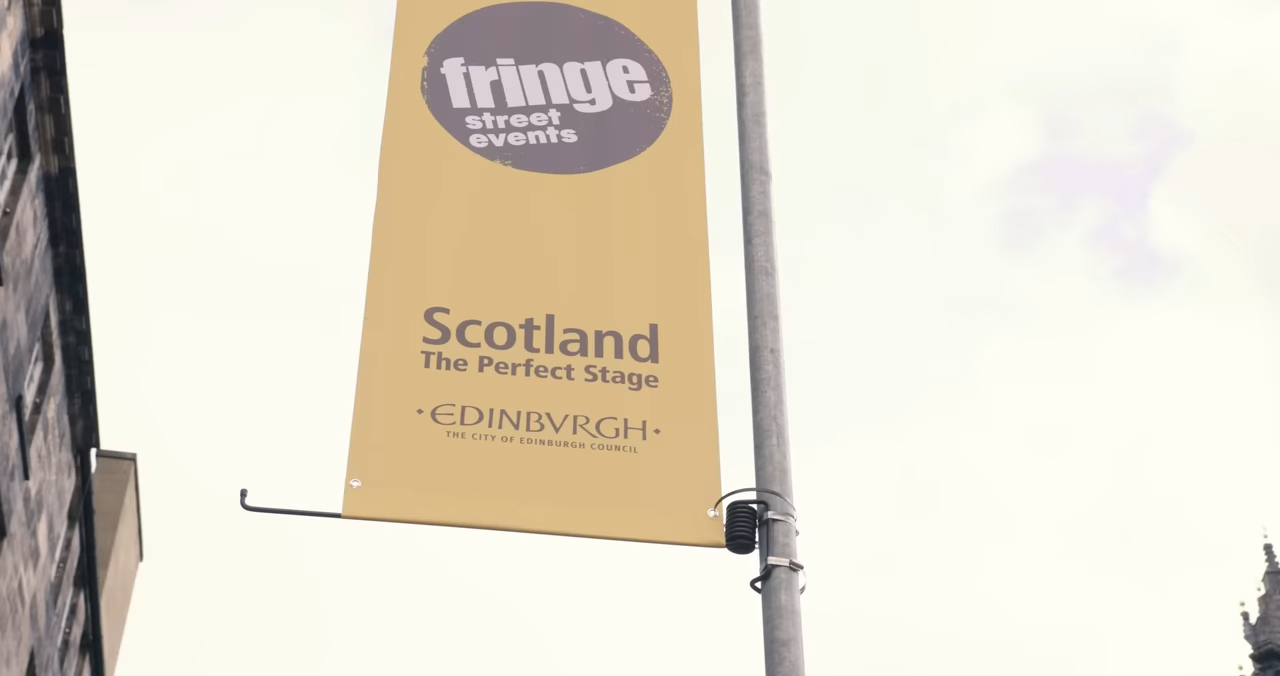 fringe
street
events
Scotland
The Perfect Stage
EDINBVRGH
THE CITY OF EDINBURGH COUNCIL